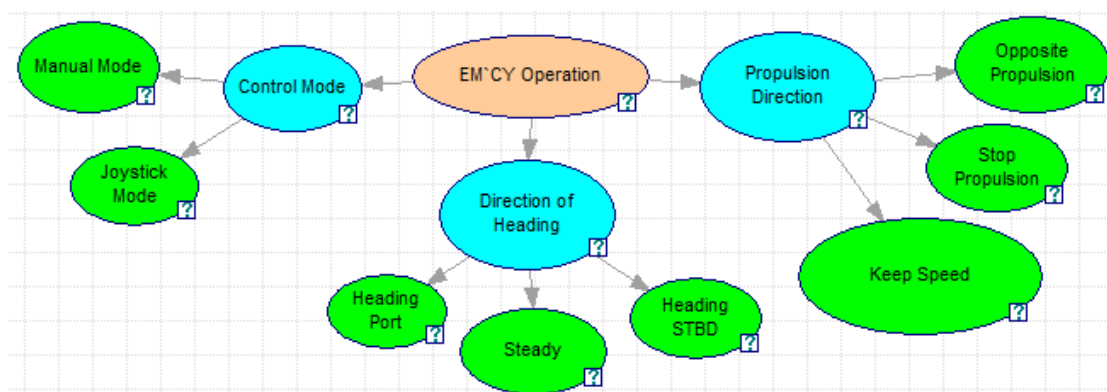 Manual Mode
Control Mode
EM`CY Operation
Propulsion
Direction
Opposite
Propulsion
Joystick
Mode
Direction of
Heading
Stop
Propulsion
Keep Speed
Heading
Port
Steady
Heading
STBD
?
?
?
?
?
?
?
?
?
?
?
?